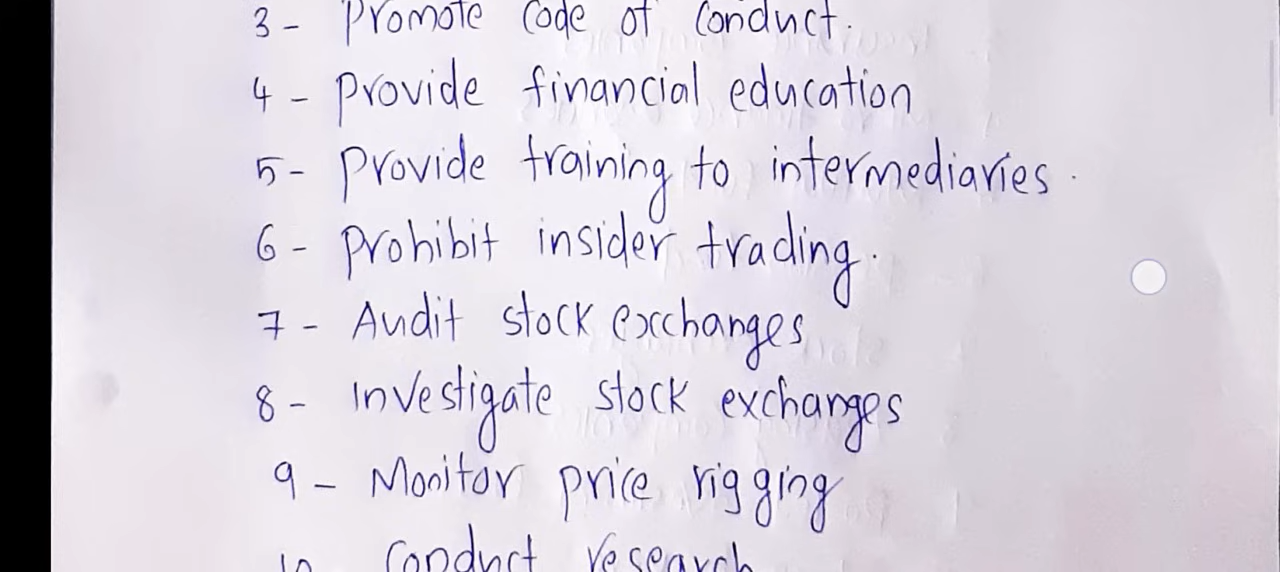 3 - Promote Code of Conduct.
4 - Provide financial education
5 - Provide training to intermediaries.
6 - Prohibit insider trading.
7 - Audit stock exchanges
8 - Investigate stock exchanges
9 - Monitor price rigging
10 Conduct research